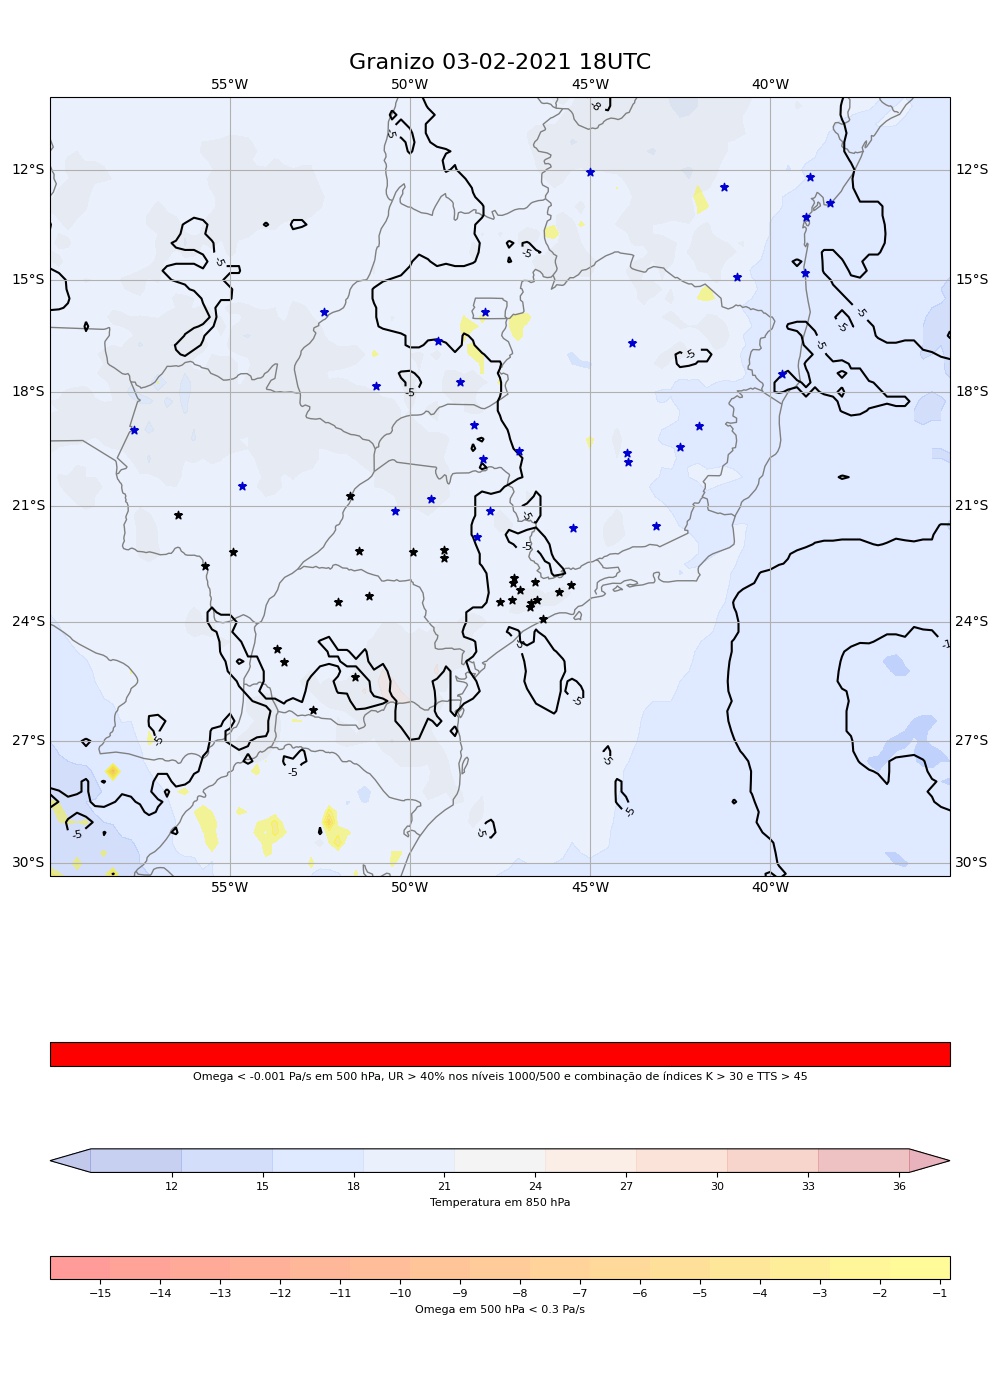 Granizo 03-02-2021 18UTC
55°W 50°W 45°W 40°W
-8
-5
12°S 12°S
-5
-5
15°S 15°S
-5
-5
-5
-5
-5
18°S 18°S
21°S 21°S
-5
-5
24°S 24°S
-5
-5
27°S 27°S
-5
-5
-5
-5
-5
-5
30°S 30°S
55°W 50°W 45°W 40°W
Omega < -0.001 Pa/s em 500 hPa, UR > 40% nos níveis 1000/500 e combinação de índices K > 30 e TTS > 45
12 15 18 21 24 27 30 33 36
Temperatura em 850 hPa
−15 −14 −13 −12 −11 −10 −9 −8 −7 −6 −5 −4 −3 −2 −1
Omega em 500 hPa < 0.3 Pa/s